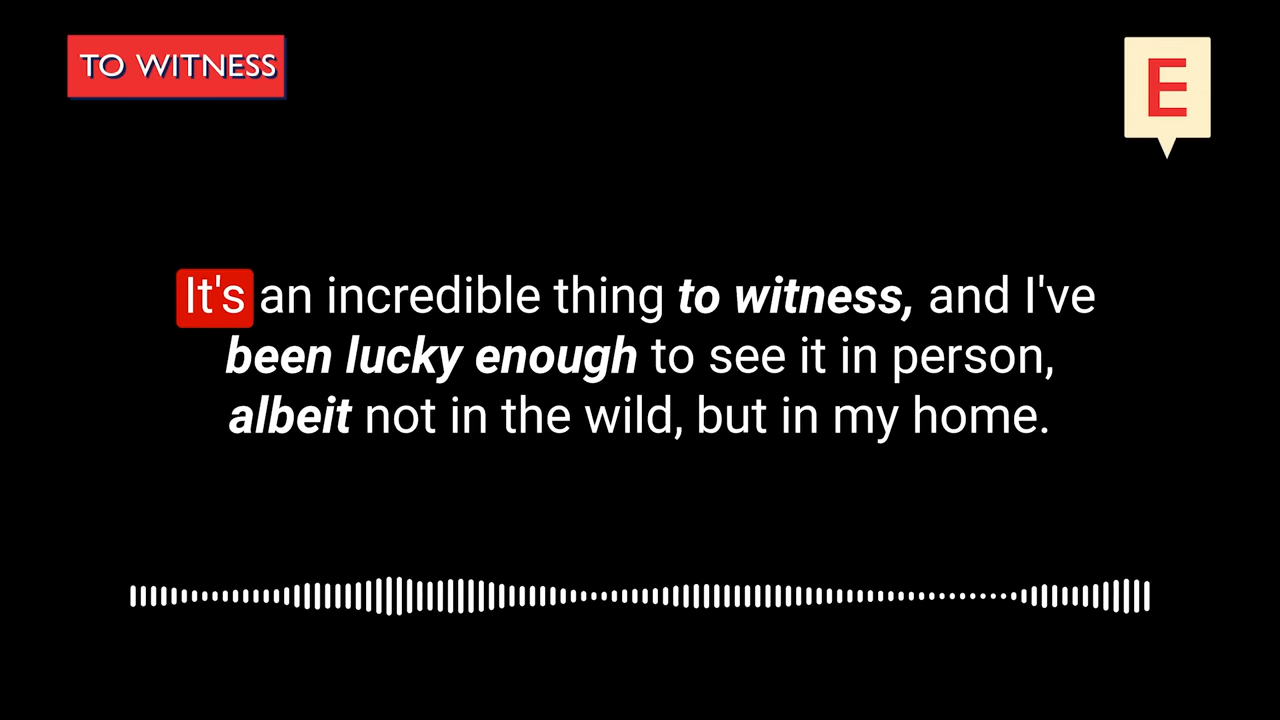 TO WITNESS
E
It's an incredible thing to witness, and I've
been lucky enough to see it in person,
albeit not in the wild, but in my home.